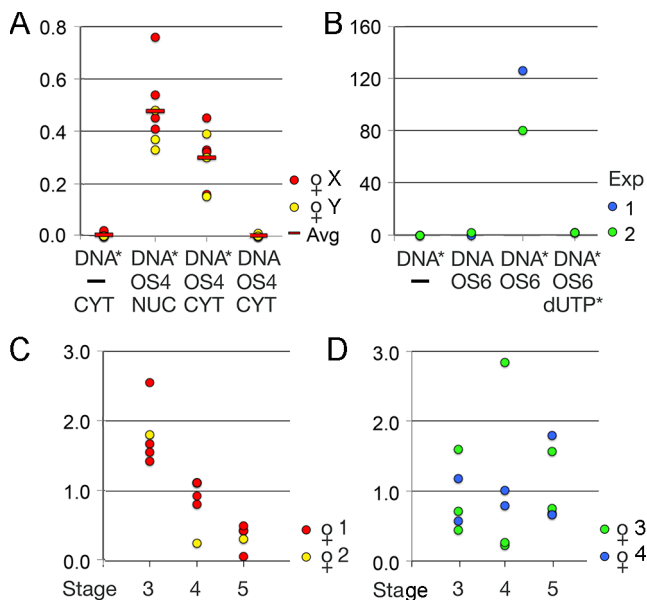 A
0.8
0.6
0.4
0.2
0.0
DNA* DNA* DNA* DNA
– OS4 OS4 OS4
CYT NUC CYT CYT
♀ X
♀ Y
Avg
B
160
120
80
40
0
DNA* DNA DNA* DNA*
– OS6 OS6 OS6
dUTP*
Exp
1
2
C
3.0
2.0
1.0
0.0
Stage 3 4 5
♀ 1
♀ 2
D
3.0
2.0
1.0
0.0
Stage 3 4 5
♀ 3
♀ 4